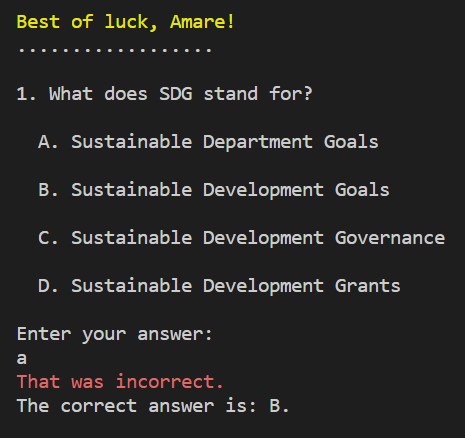 Best of luck, Amare!
..................
1. What does SDG stand for?
A. Sustainable Department Goals
B. Sustainable Development Goals
C. Sustainable Development Governance
D. Sustainable Development Grants
Enter your answer:
a
That was incorrect.
The correct answer is: B.